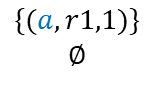 {(a, r1,1)}
∅